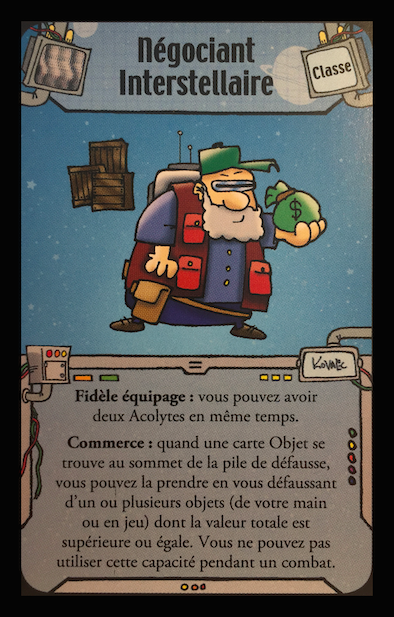 Négociant
Interstellaire
Classe
$
KOVALIC
Fidèle équipage : vous pouvez avoir
deux Acolytes en même temps.
Commerce : quand une carte Objet se
trouve au sommet de la pile de défausse,
vous pouvez la prendre en vous défaussant
d'un ou plusieurs objets (de votre main
ou en jeu) dont la valeur totale est
supérieure ou égale. Vous ne pouvez pas
utiliser cette capacité pendant un combat.